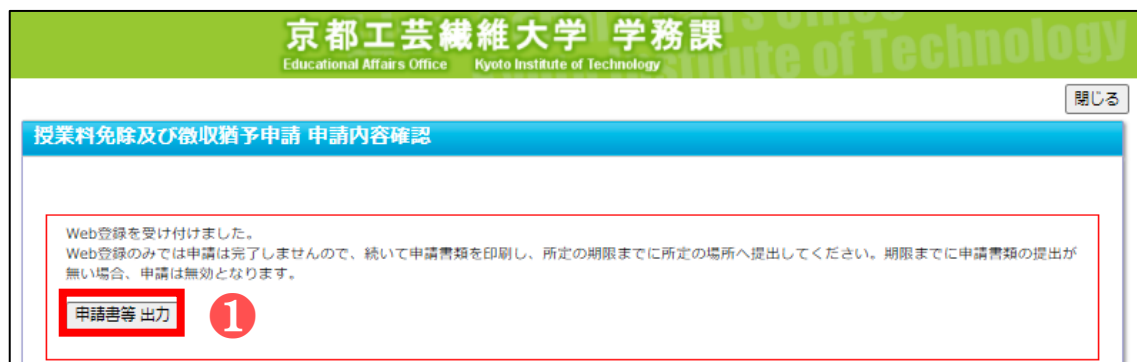 京都工芸繊維大学 学務課
Educational Affairs Office Kyoto Institute of Technology
閉じる
授業料免除及び徴収猶予申請 申請内容確認
Web登録を受け付けました。
Web登録のみでは申請は完了しませんので、続いて申請書類を印刷し、所定の期限までに所定の場所へ提出してください。期限までに申請書類の提出が
無い場合、申請は無効となります。
申請書等 出力
❶